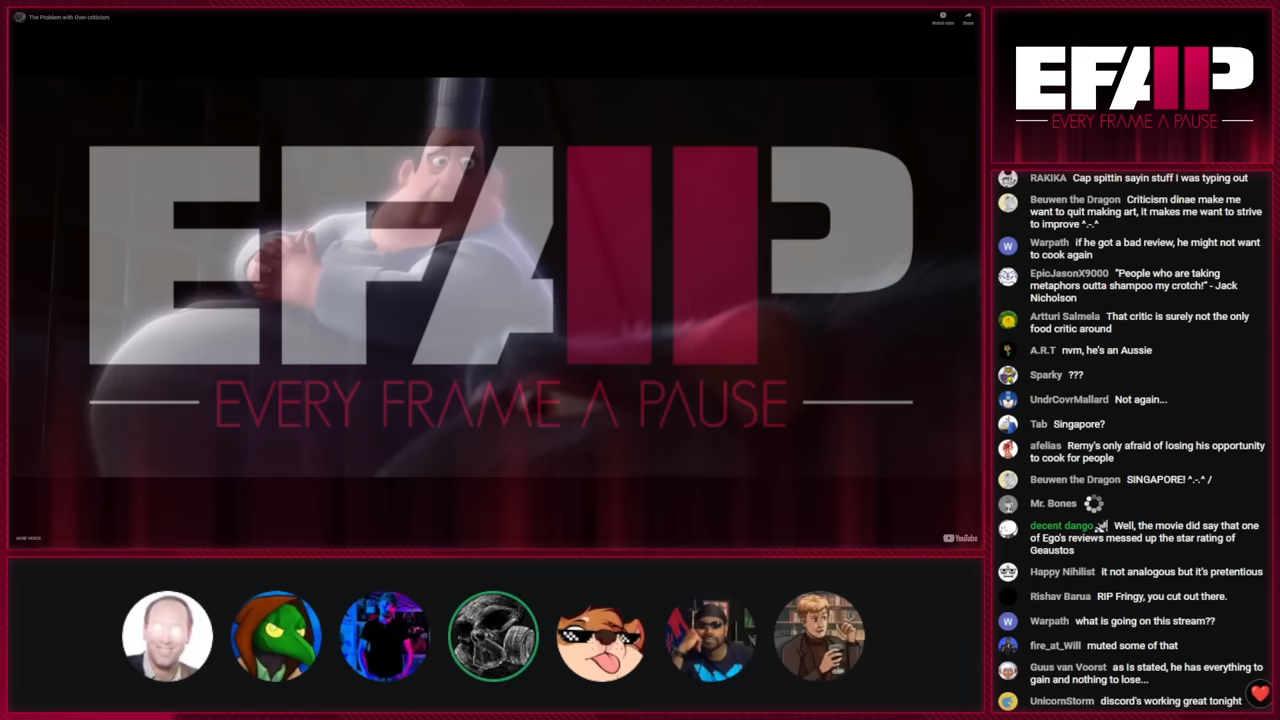 The Problem with Over-criticism
Watch later
Share
EFAP
EVERY FRAME A PAUSE
MORE VIDEOS
YouTube
EFAP
EVERY FRAME A PAUSE
RAKIKA Cap spittin sayin stuff I was typing out
Beuwen the Dragon Criticism dinae make me
want to quit making art, it makes me want to strive
to improve ^.-.^
W
Warpath if he got a bad review, he might not want
to cook again
EpicJasonX9000 "People who are taking
metaphors outta shampoo my crotch!" - Jack
Nicholson
Artturi Salmela That critic is surely not the only
food critic around
A.R.T nvm, he's an Aussie
Sparky ???
UndrCovrMallard Not again...
Tab Singapore?
afelias Remy's only afraid of losing his opportunity
to cook for people
Beuwen the Dragon SINGAPORE! ^.-.^ /
Mr. Bones
decent dango Well, the movie did say that one
of Ego's reviews messed up the star rating of
Geaustos
Happy Nihilist it not analogous but it's pretentious
Rishav Barua RIP Fringy, you cut out there.
W
Warpath what is going on this stream??
fire_at_Will muted some of that
Guus van Voorst as Is stated, he has everything to
gain and nothing to lose...
UnicornStorm discord's working great tonight